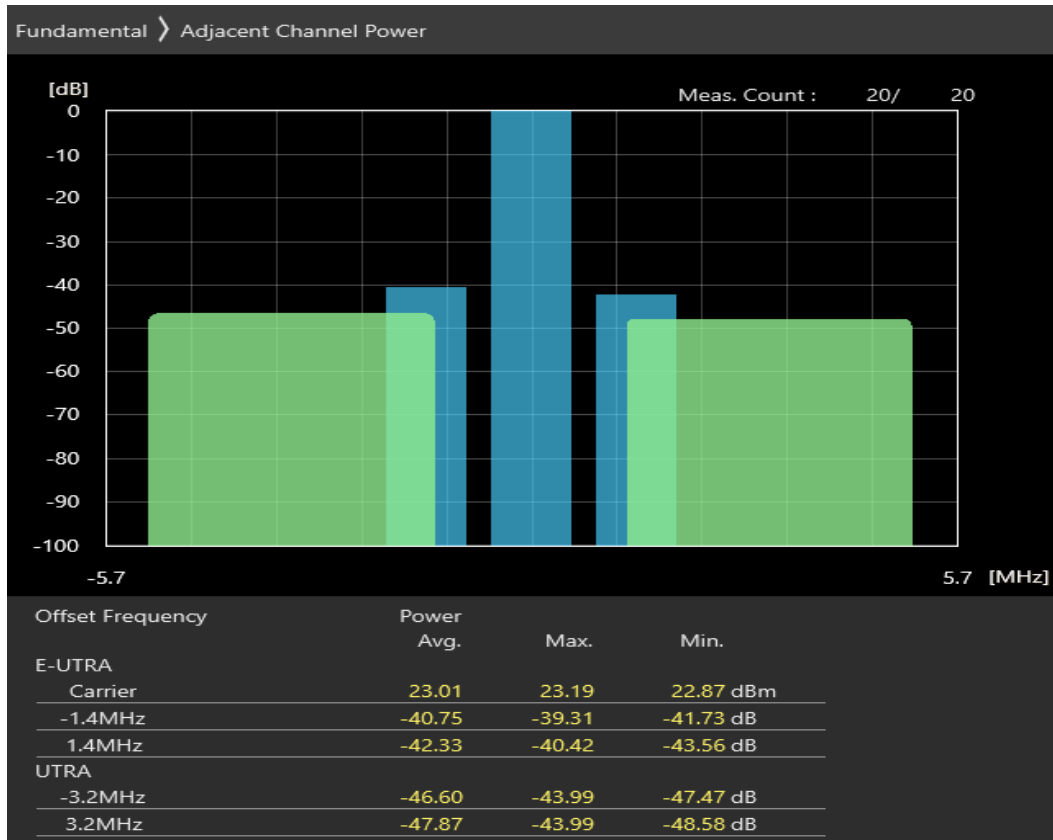 Fundamental 〉 Adjacent Channel Power
[dB]
Meas. Count : 20/ 20
0
-10
-20
-30
-40
-50
-60
-70
-80
-90
-100
-5.7 5.7 [MHz]
Offset Frequency Power
Avg. Max. Min.
E-UTRA
Carrier 23.01 23.19 22.87 dBm
-1.4MHz -40.75 -39.31 -41.73 dB
1.4MHz -42.33 -40.42 -43.56 dB
UTRA
-3.2MHz -46.60 -43.99 -47.47 dB
3.2MHz -47.87 -43.99 -48.58 dB